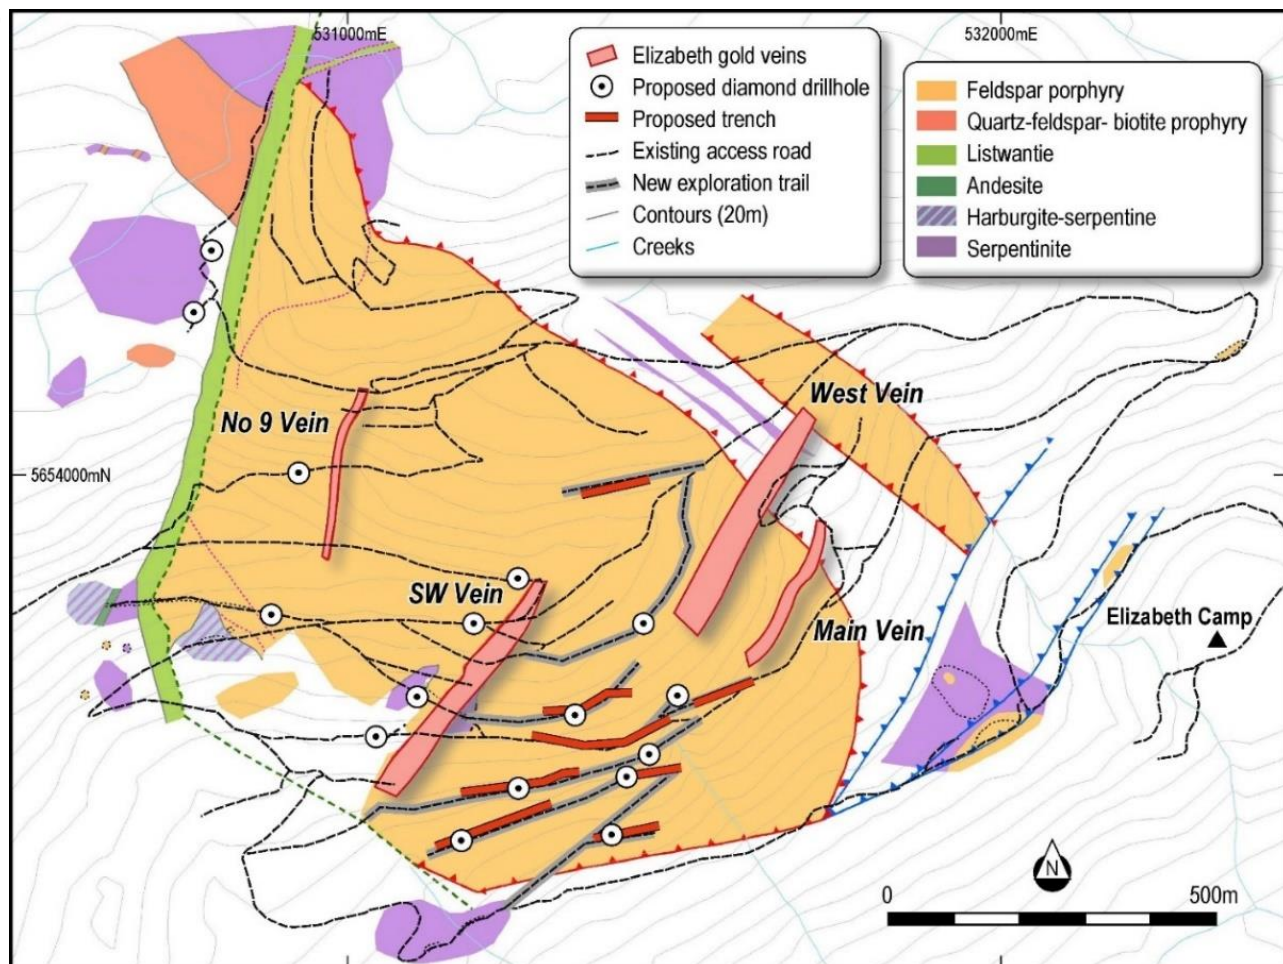 531000mE
532000mE
Elizabeth gold veins
Proposed diamond drillhole
Proposed trench
Existing access road
New exploration trail
Contours (20m)
Creeks
Feldspar porphyry
Quartz-feldspar- biotite prophyry
Listwantie
Andesite
Harburgite-serpentine
Serpentinite
West Vein
No 9 Vein
5654000mN
SW Vein
Main Vein
Elizabeth Camp
N
0
500m